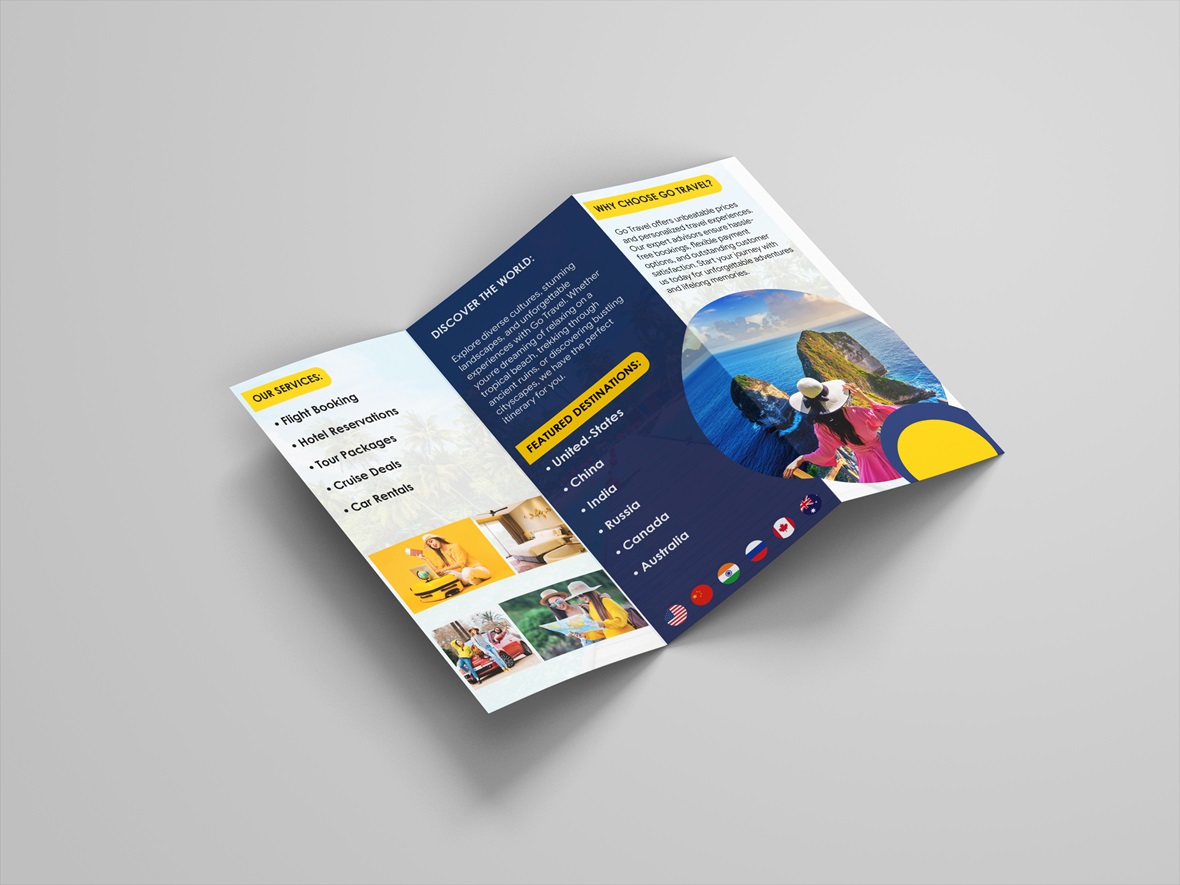 OUR SERVICES:
• Flight Booking
• Hotel Reservations
• Tour Packages
• Cruise Deals
• Car Rentals
DISCOVER THE WORLD:
Explore diverse cultures, stunning
landscapes, and unforgettable
experiences with Go Travel. Whether
you're dreaming of relaxing on a
tropical beach, trekking through
ancient ruins, or discovering bustling
cityscapes, we have the perfect
itinerary for you.
FEATURED DESTINATIONS:
• United-States
• China
• India
• Russia
• Canada
• Australia
WHY CHOOSE GO TRAVEL?
Go Travel offers unbeatable prices
and personalized travel experiences.
Our expert advisors ensure hassle-
free bookings, flexible payment
options, and outstanding customer
satisfaction. Start your journey with
us today for unforgettable adventures
and lifelong memories.